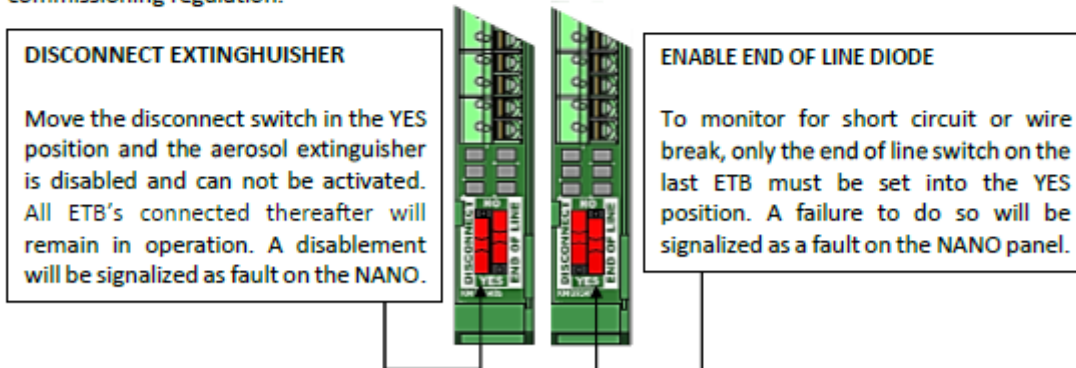 commissioning regulation.
DISCONNECT EXTINGHUISHER
Move the disconnect switch in the YES
position and the aerosol extinguisher
is disabled and can not be activated.
All ETB's connected thereafter will
remain in operation. A disablement
will be signalized as fault on the NANO.
NO
DISCONNECT
END OF LINE
YES
NO
DISCONNECT
END OF LINE
YES
ENABLE END OF LINE DIODE
To monitor for short circuit or wire
break, only the end of line switch on the
last ETB must be set into the YES
position. A failure to do so will be
signalized as a fault on the NANO panel.